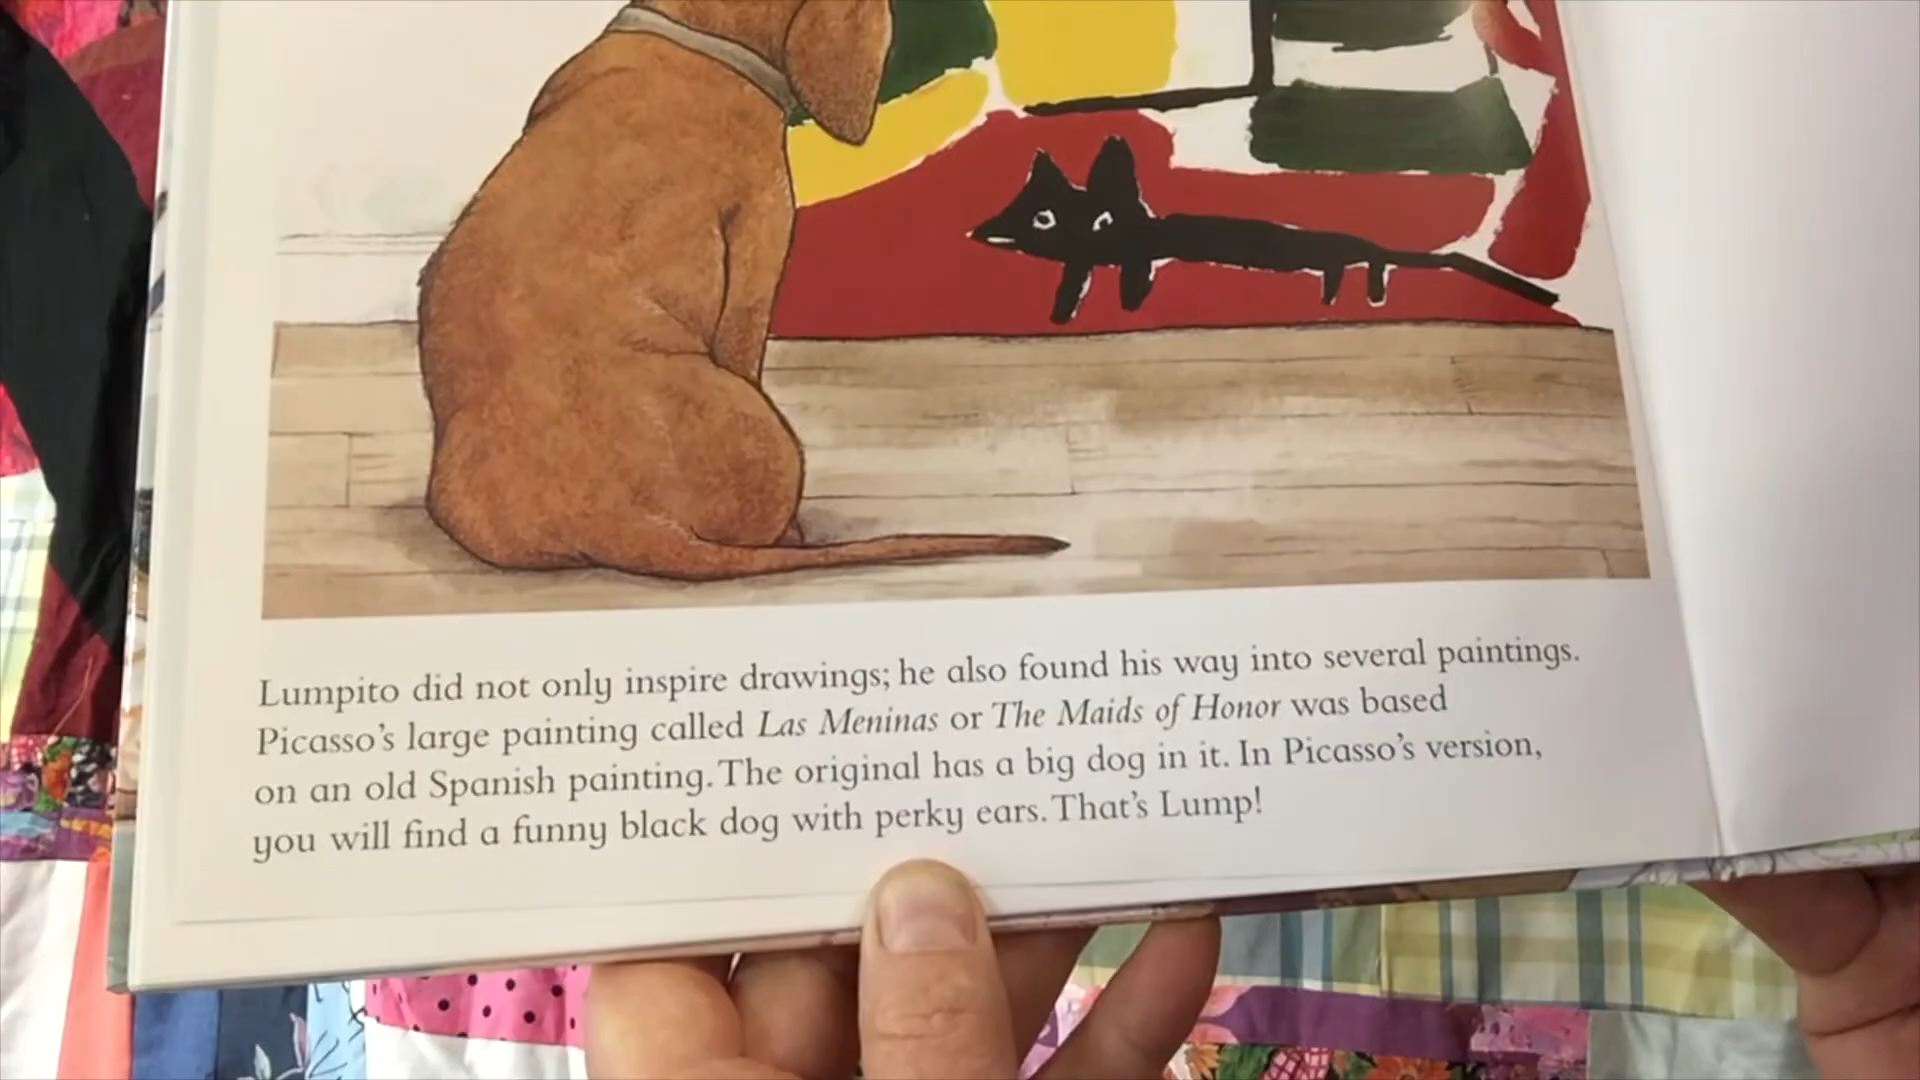 Lumpito did not only inspire drawings; he also found his way into several paintings.
Picasso's large painting called Las Meninas or The Maids of Honor was based
on an old Spanish painting. The original has a big dog in it. In Picasso's version,
you will find a funny black dog with perky ears. That's Lump!